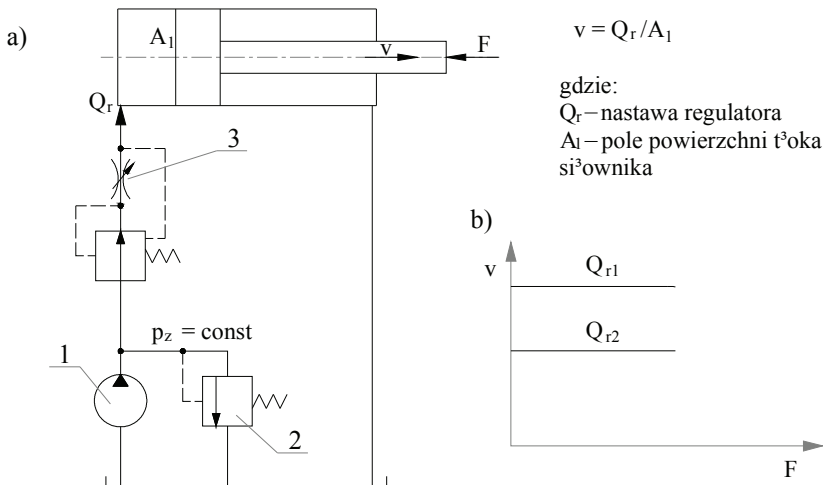 a)
A₁
v
F
Qᵣ
3
p_z = const
1
2
v = Qᵣ/A₁
gdzie:
Qᵣ–nastawa regulatora
A₁–pole powierzchni t³oka
si³ownika
b)
v
Qᵣ₁
Qᵣ₂
F